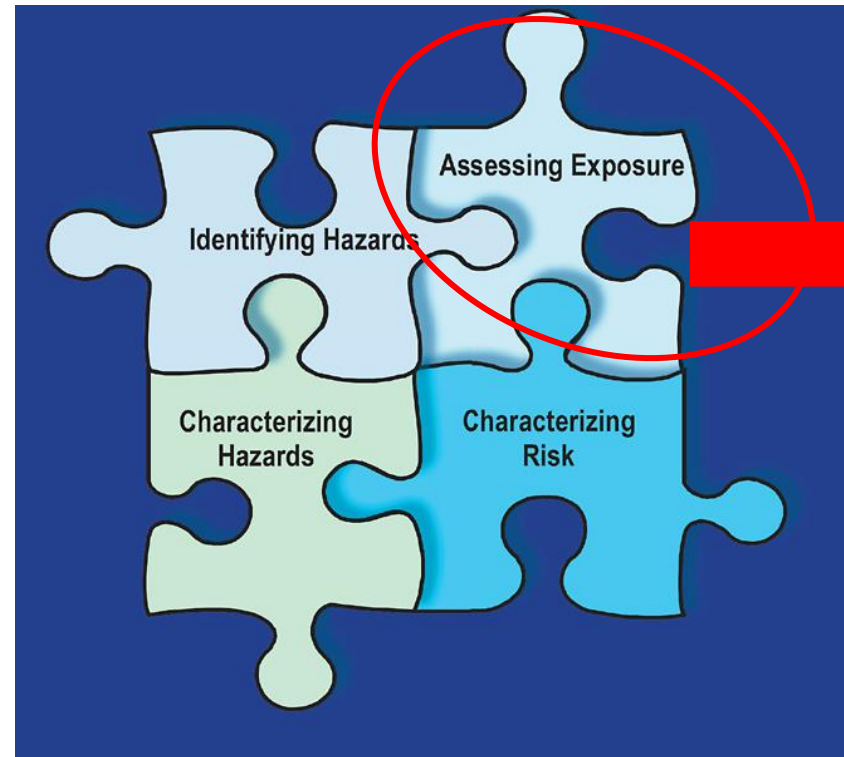 Assessing Exposure
Identifying Hazards
Characterizing
Hazards
Characterizing
Risk